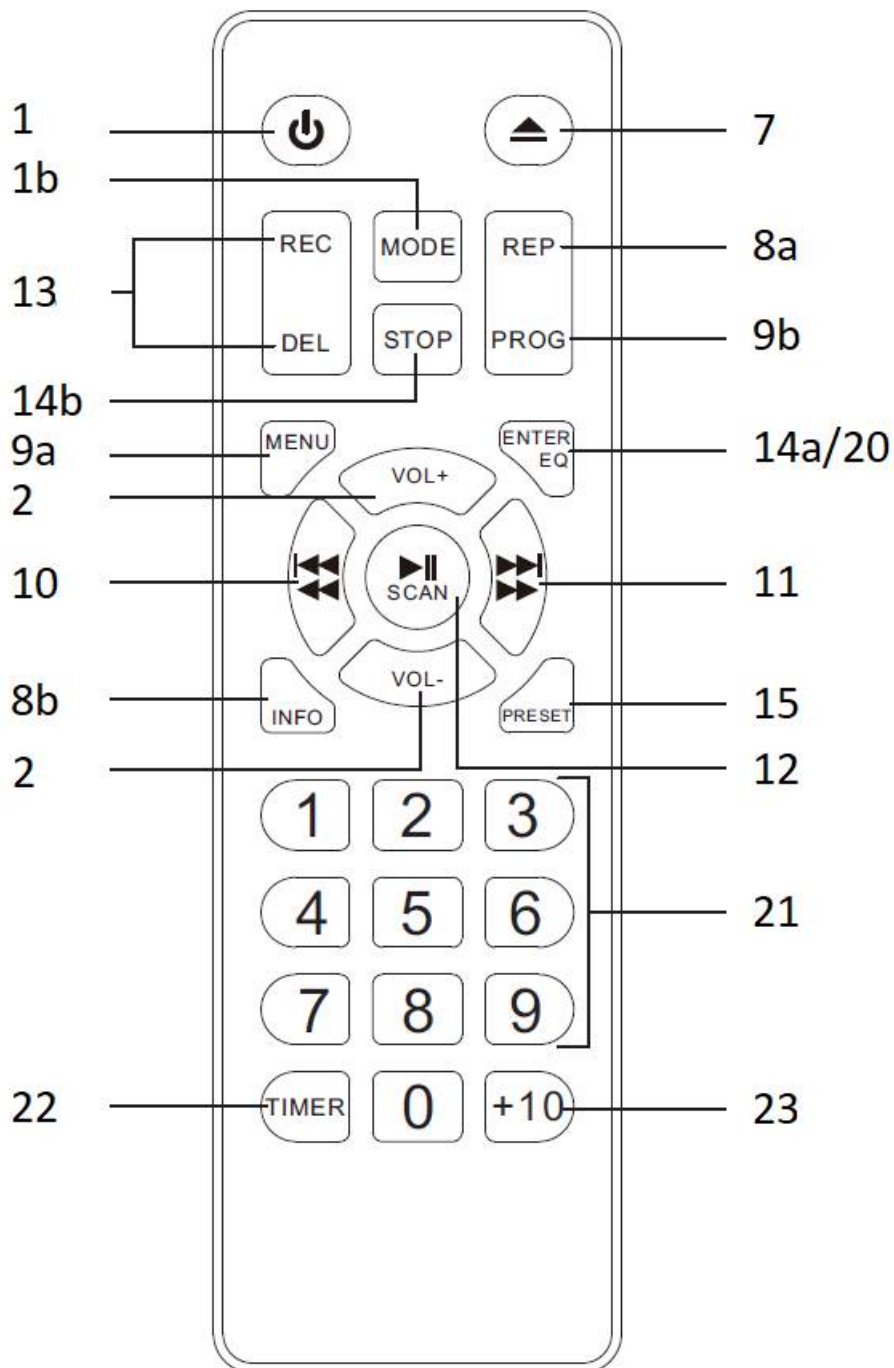 1
7
1b
REC MODE REP
8a
13
DEL STOP PROG
9b
14b
9a
MENU
ENTER
EQ
14a/20
2
VOL+
10
SCAN
11
8b
INFO
VOL-
PRESET
15
2
12
1 2 3
4 5 6
21
7 8 9
22
TIMER 0 +10
23